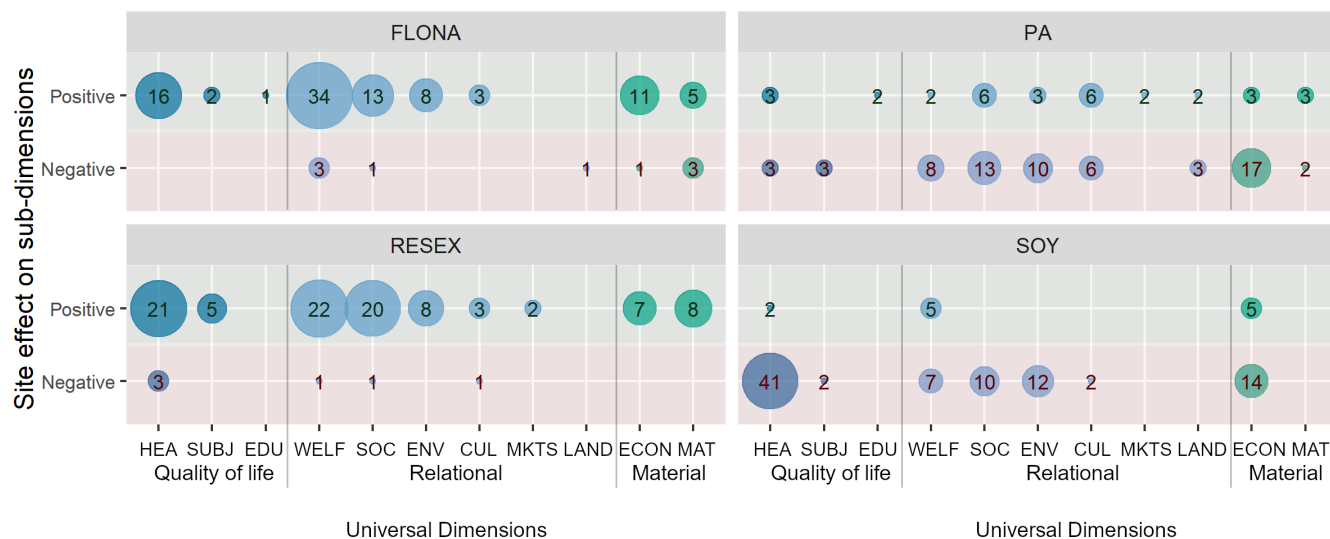 FLONA PA
Site effect on sub-dimensions
Positive 16 2 1 34 13 8 3 11 5 3 2 2 6 3 6 2 2 3 3
Negative 3 1 1 1 3 3 3 8 13 10 6 3 17 2
RESEX SOY
Positive 21 5 22 20 8 3 2 7 8 2 5 5
Negative 3 1 1 1 41 2 7 10 12 2 14
HEA SUBJ EDU WELF SOC ENV CUL MKTS LAND ECON MAT HEA SUBJ EDU WELF SOC ENV CUL MKTS LAND ECON MAT
Quality of life Relational Material Quality of life Relational Material
Universal Dimensions Universal Dimensions